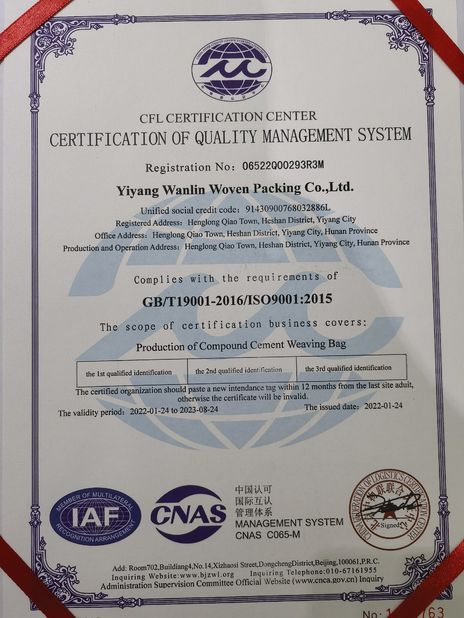 CFL CERTIFICATION CENTER
CERTIFICATION OF QUALITY MANAGEMENT SYSTEM
Registration No: 06522Q00293R3M
Yiyang Wanlin Woven Packing Co.,Ltd.
Unified social credit code: 91430900768032886L
Registered Address: Henglong Qiao Town, Heshan District, Yiyang City
Office Address: Henglong Qiao Town, Heshan District, Yiyang City, Hunan Province
Production and Operation Address: Henglong Qiao Town, Heshan District, Yiyang City, Hunan Province
Complies with the requirements of
GB/T19001-2016/ISO9001:2015
The scope of certification business covers:
Production of Compound Cement Weaving Bag
the 1st qualified identification the 2nd qualified identification the 3rd qualified identification
The certified organization should paste a new intendance tag within 12 months from the last site aduit,
otherwise the certificate will be invalid.
The validity period: 2022-01-24 to 2023-08-24 The issued date: 2022-01-24
MEMBER OF MULTILATERAL
IAF
RECOGNITION ARRANGEMENT
CNAS
中国认可
国际互认
管理体系
MANAGEMENT SYSTEM
CNAS C065-M
Signed
Add: Room702,Buildiang4,No.14,Xizhaosi Street,DongchengDistrict,Beijing,100061,P.R.C.
Inquiring Website:www.bjzwl.org Inquiring Telephone:010-67161955
Administration Supervision Committee Official Website (www.cnca.gov.cn) Inquiry